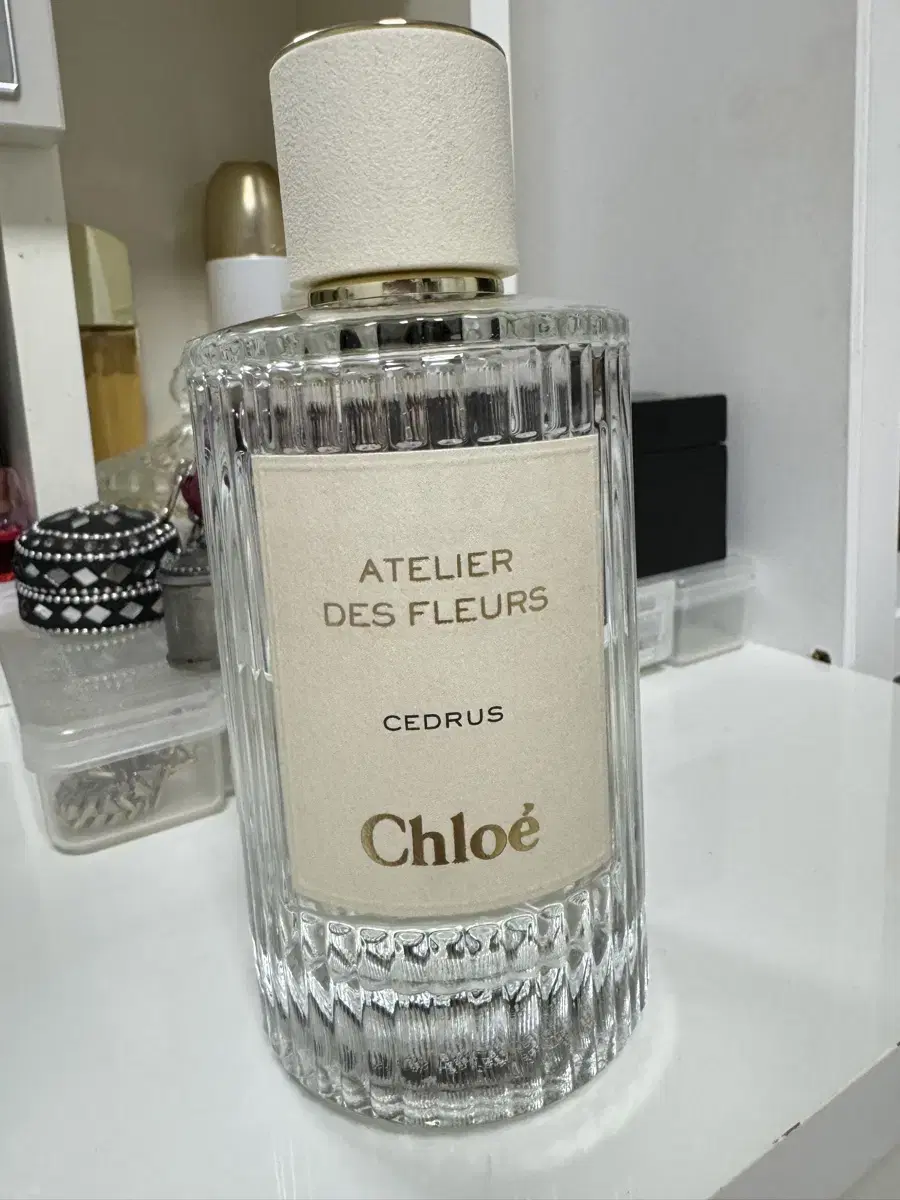 ATELIER
DES FLEURS
CEDRUS
Chloé